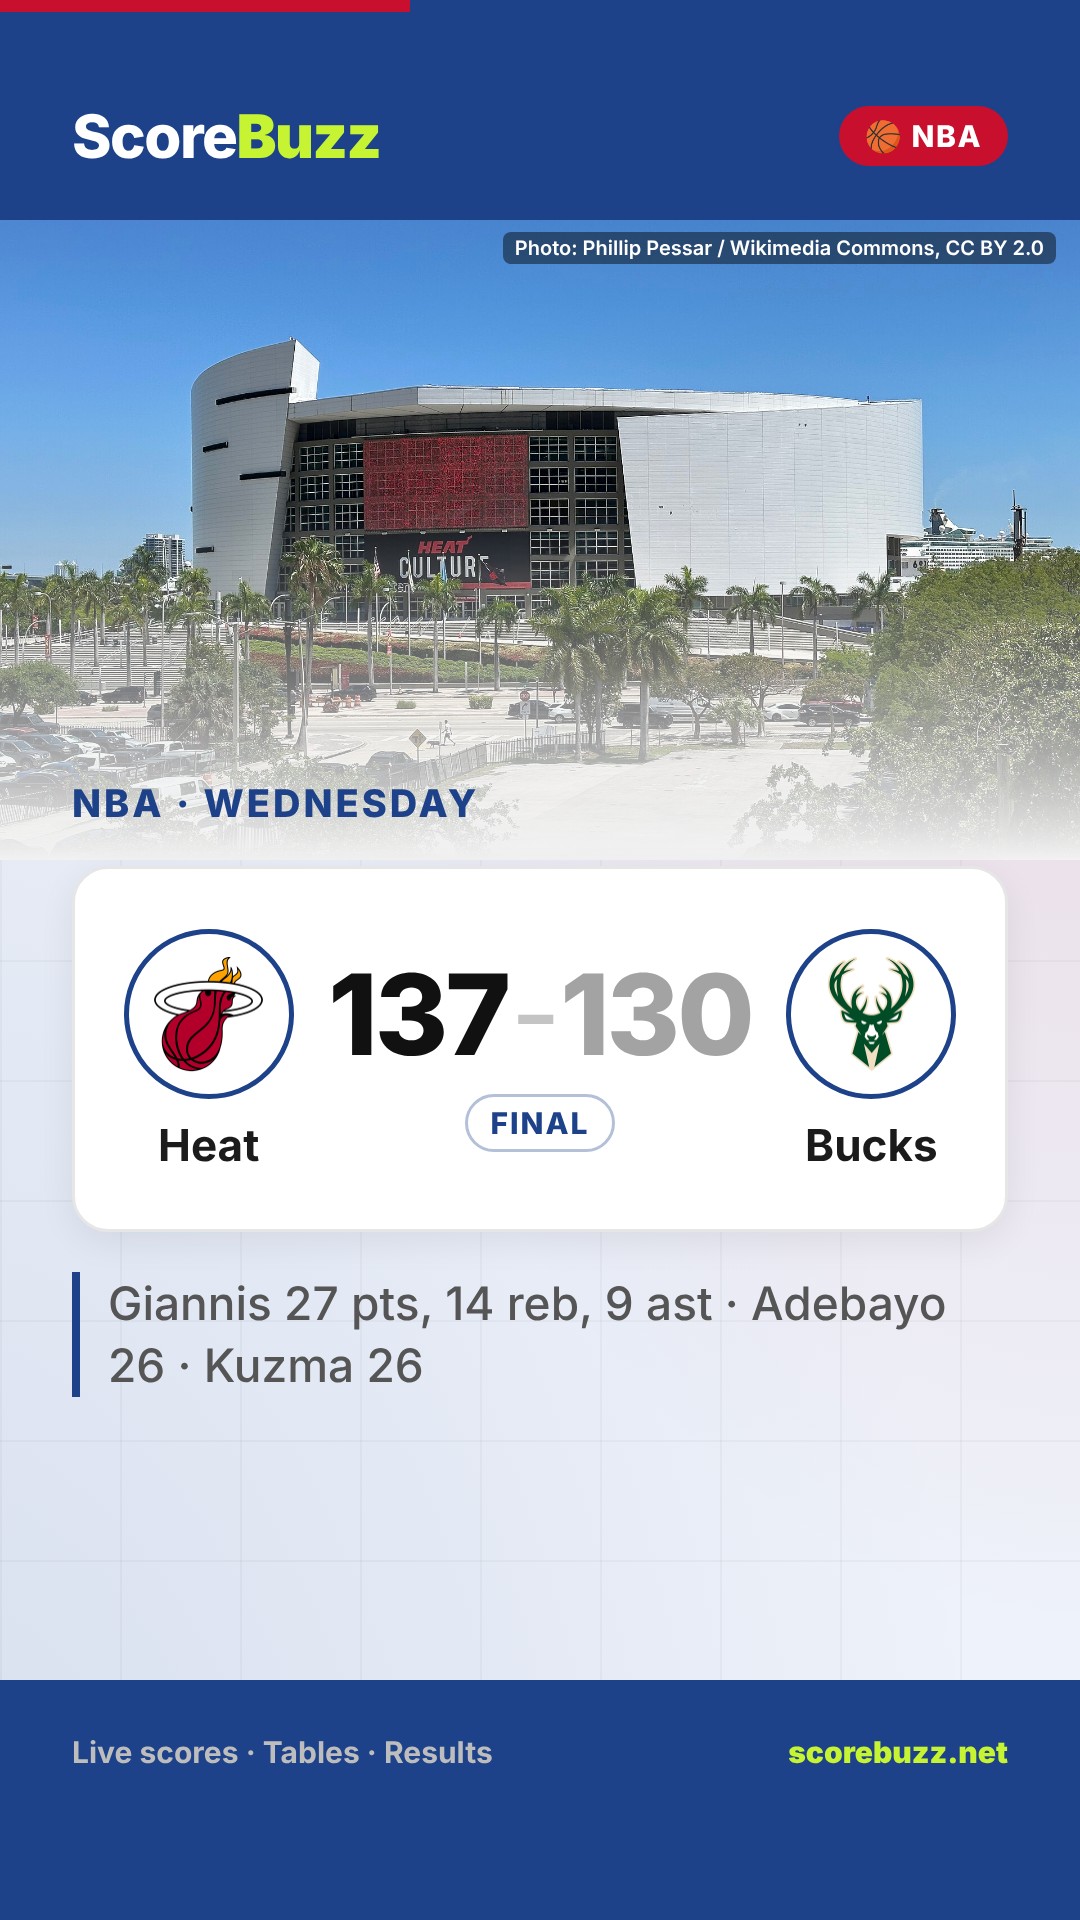 ScoreBuzz
NBA
Photo: Phillip Pessar / Wikimedia Commons, CC BY 2.0
HEAT
CULTURE
NBA · WEDNESDAY
137-130
FINAL
Heat
Bucks
Giannis 27 pts, 14 reb, 9 ast · Adebayo
26 · Kuzma 26
Live scores · Tables · Results
scorebuzz.net